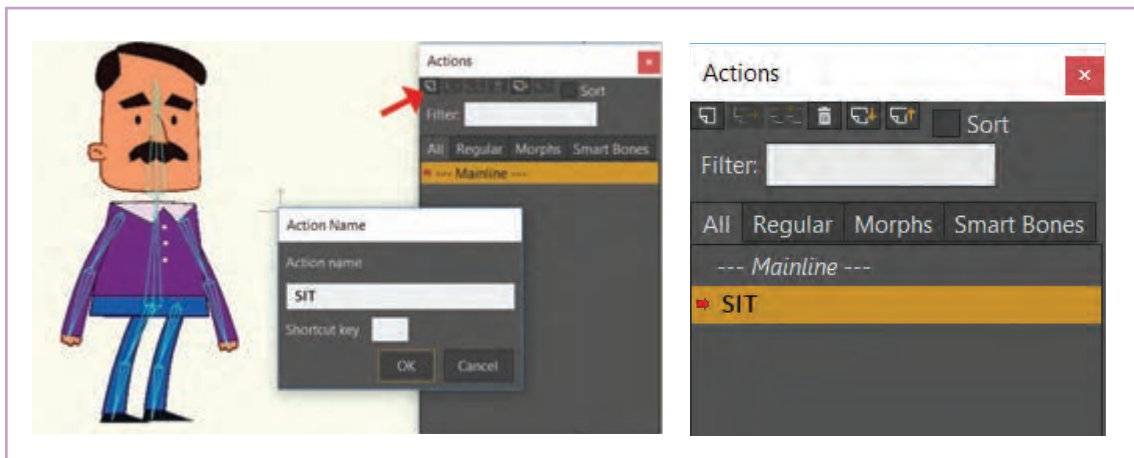 Actions
Sort
Filter:
All Regular Morphs Smart Bones
--- Mainline ---
Action Name
Action name
SIT
Shortcut key
OK Cancel
Actions
Sort
Filter:
All Regular Morphs Smart Bones
--- Mainline ---
SIT